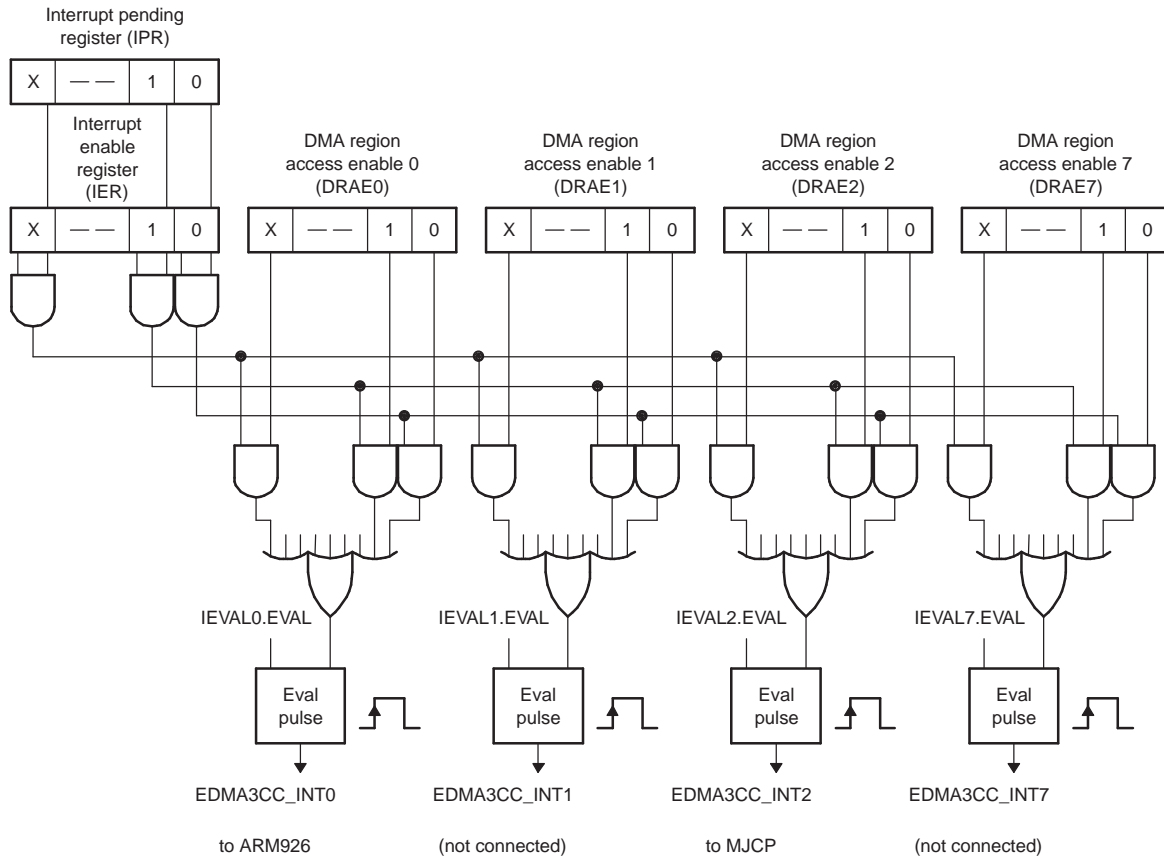 Interrupt pending
register (IPR)
X — — 1 0
Interrupt
enable
register
(IER)
X — — 1 0
DMA region
access enable 0
(DRAE0)
X — — 1 0
DMA region
access enable 1
(DRAE1)
X — — 1 0
DMA region
access enable 2
(DRAE2)
X — — 1 0
DMA region
access enable 7
(DRAE7)
X — — 1 0
IEVAL0.EVAL
IEVAL1.EVAL
IEVAL2.EVAL
IEVAL7.EVAL
Eval
pulse
Eval
pulse
Eval
pulse
Eval
pulse
EDMA3CC_INT0
EDMA3CC_INT1
EDMA3CC_INT2
EDMA3CC_INT7
to ARM926
(not connected)
to MJCP
(not connected)